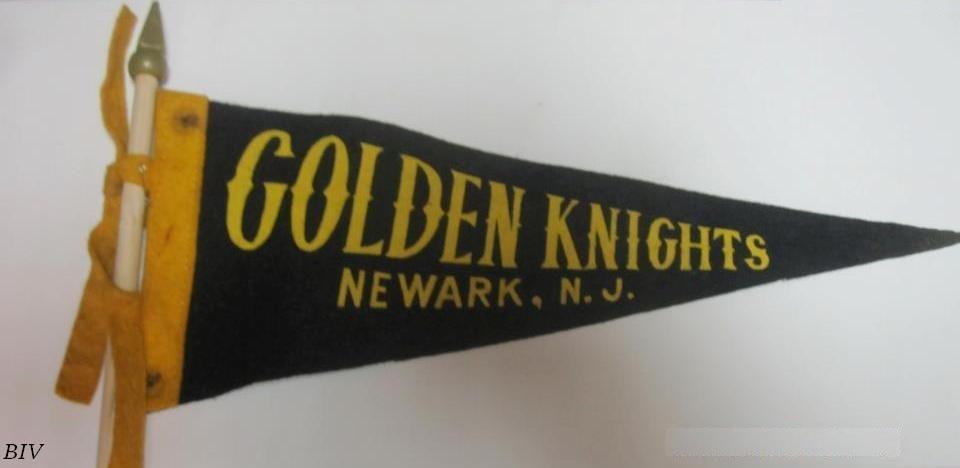 GOLDEN KNIGHTS
NEWARK, N. J.
BIV